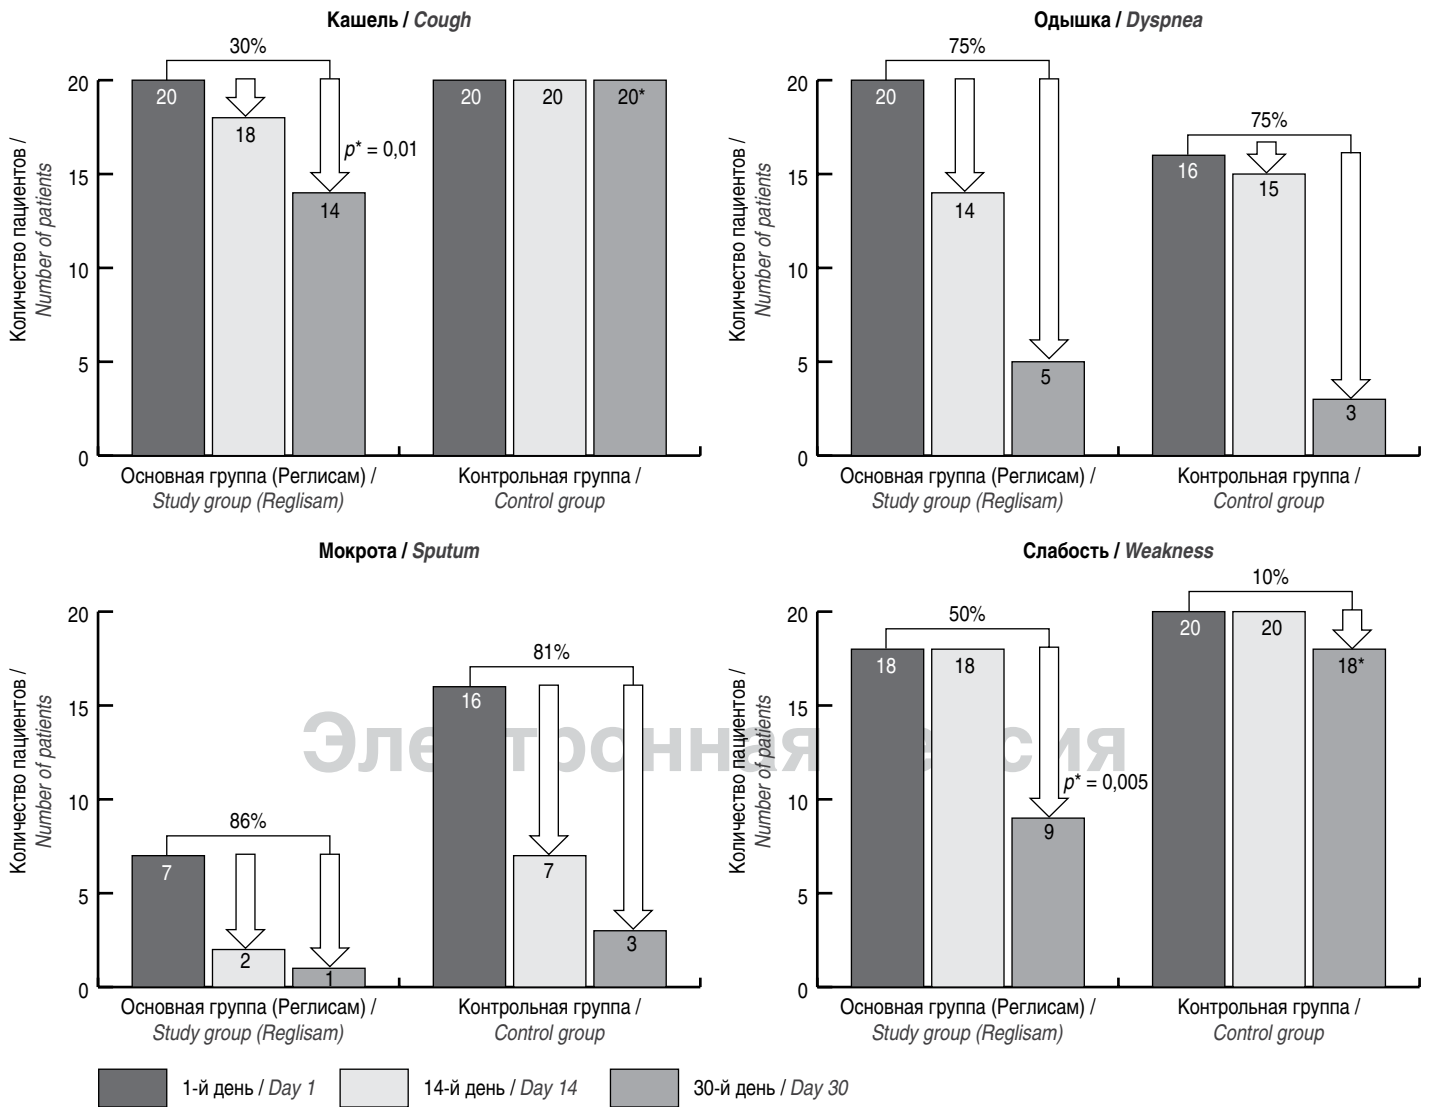 Кашель / Cough
30%
20
15
10
5
0
Количество пациентов /
Number of patients
20
18
14
p* = 0,01
20
20
20*
Основная группа (Реглисам) /
Study group (Reglisam)
Контрольная группа /
Control group
Одышка / Dyspnea
75%
75%
20
15
10
5
0
Количество пациентов /
Number of patients
20
14
5
16
15
3
Основная группа (Реглисам) /
Study group (Reglisam)
Контрольная группа /
Control group
Мокрота / Sputum
86%
81%
20
15
10
5
0
Количество пациентов /
Number of patients
7
2
1
16
7
3
Основная группа (Реглисам) /
Study group (Reglisam)
Контрольная группа /
Control group
Слабость / Weakness
50%
10%
20
15
10
5
0
Количество пациентов /
Number of patients
18
18
9
p* = 0,005
20
20
18*
Основная группа (Реглисам) /
Study group (Reglisam)
Контрольная группа /
Control group
Электронная версия
1-й день / Day 1
14-й день / Day 14
30-й день / Day 30